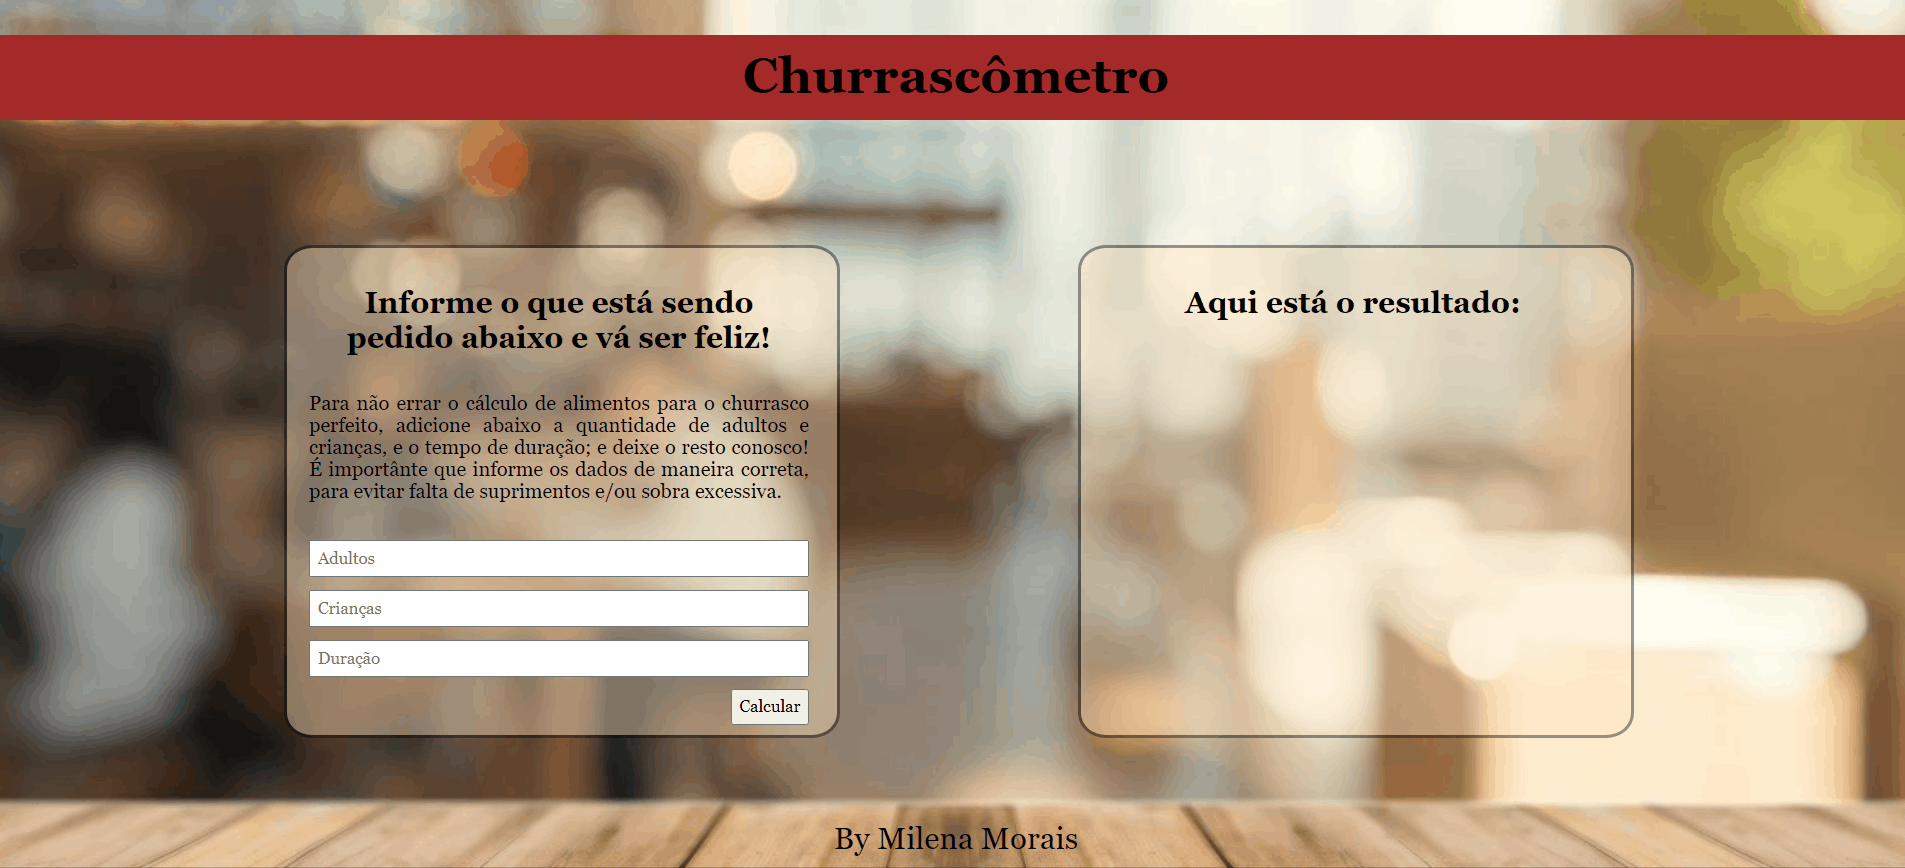 Churrascômetro
Informe o que está sendo
pedido abaixo e vá ser feliz!
Para não errar o cálculo de alimentos para o churrasco
perfeito, adicione abaixo a quantidade de adultos e
crianças, e o tempo de duração; e deixe o resto conosco!
É importânte que informe os dados de maneira correta,
para evitar falta de suprimentos e/ou sobra excessiva.
Adultos
Crianças
Duração
Calcular
Aqui está o resultado:
By Milena Morais